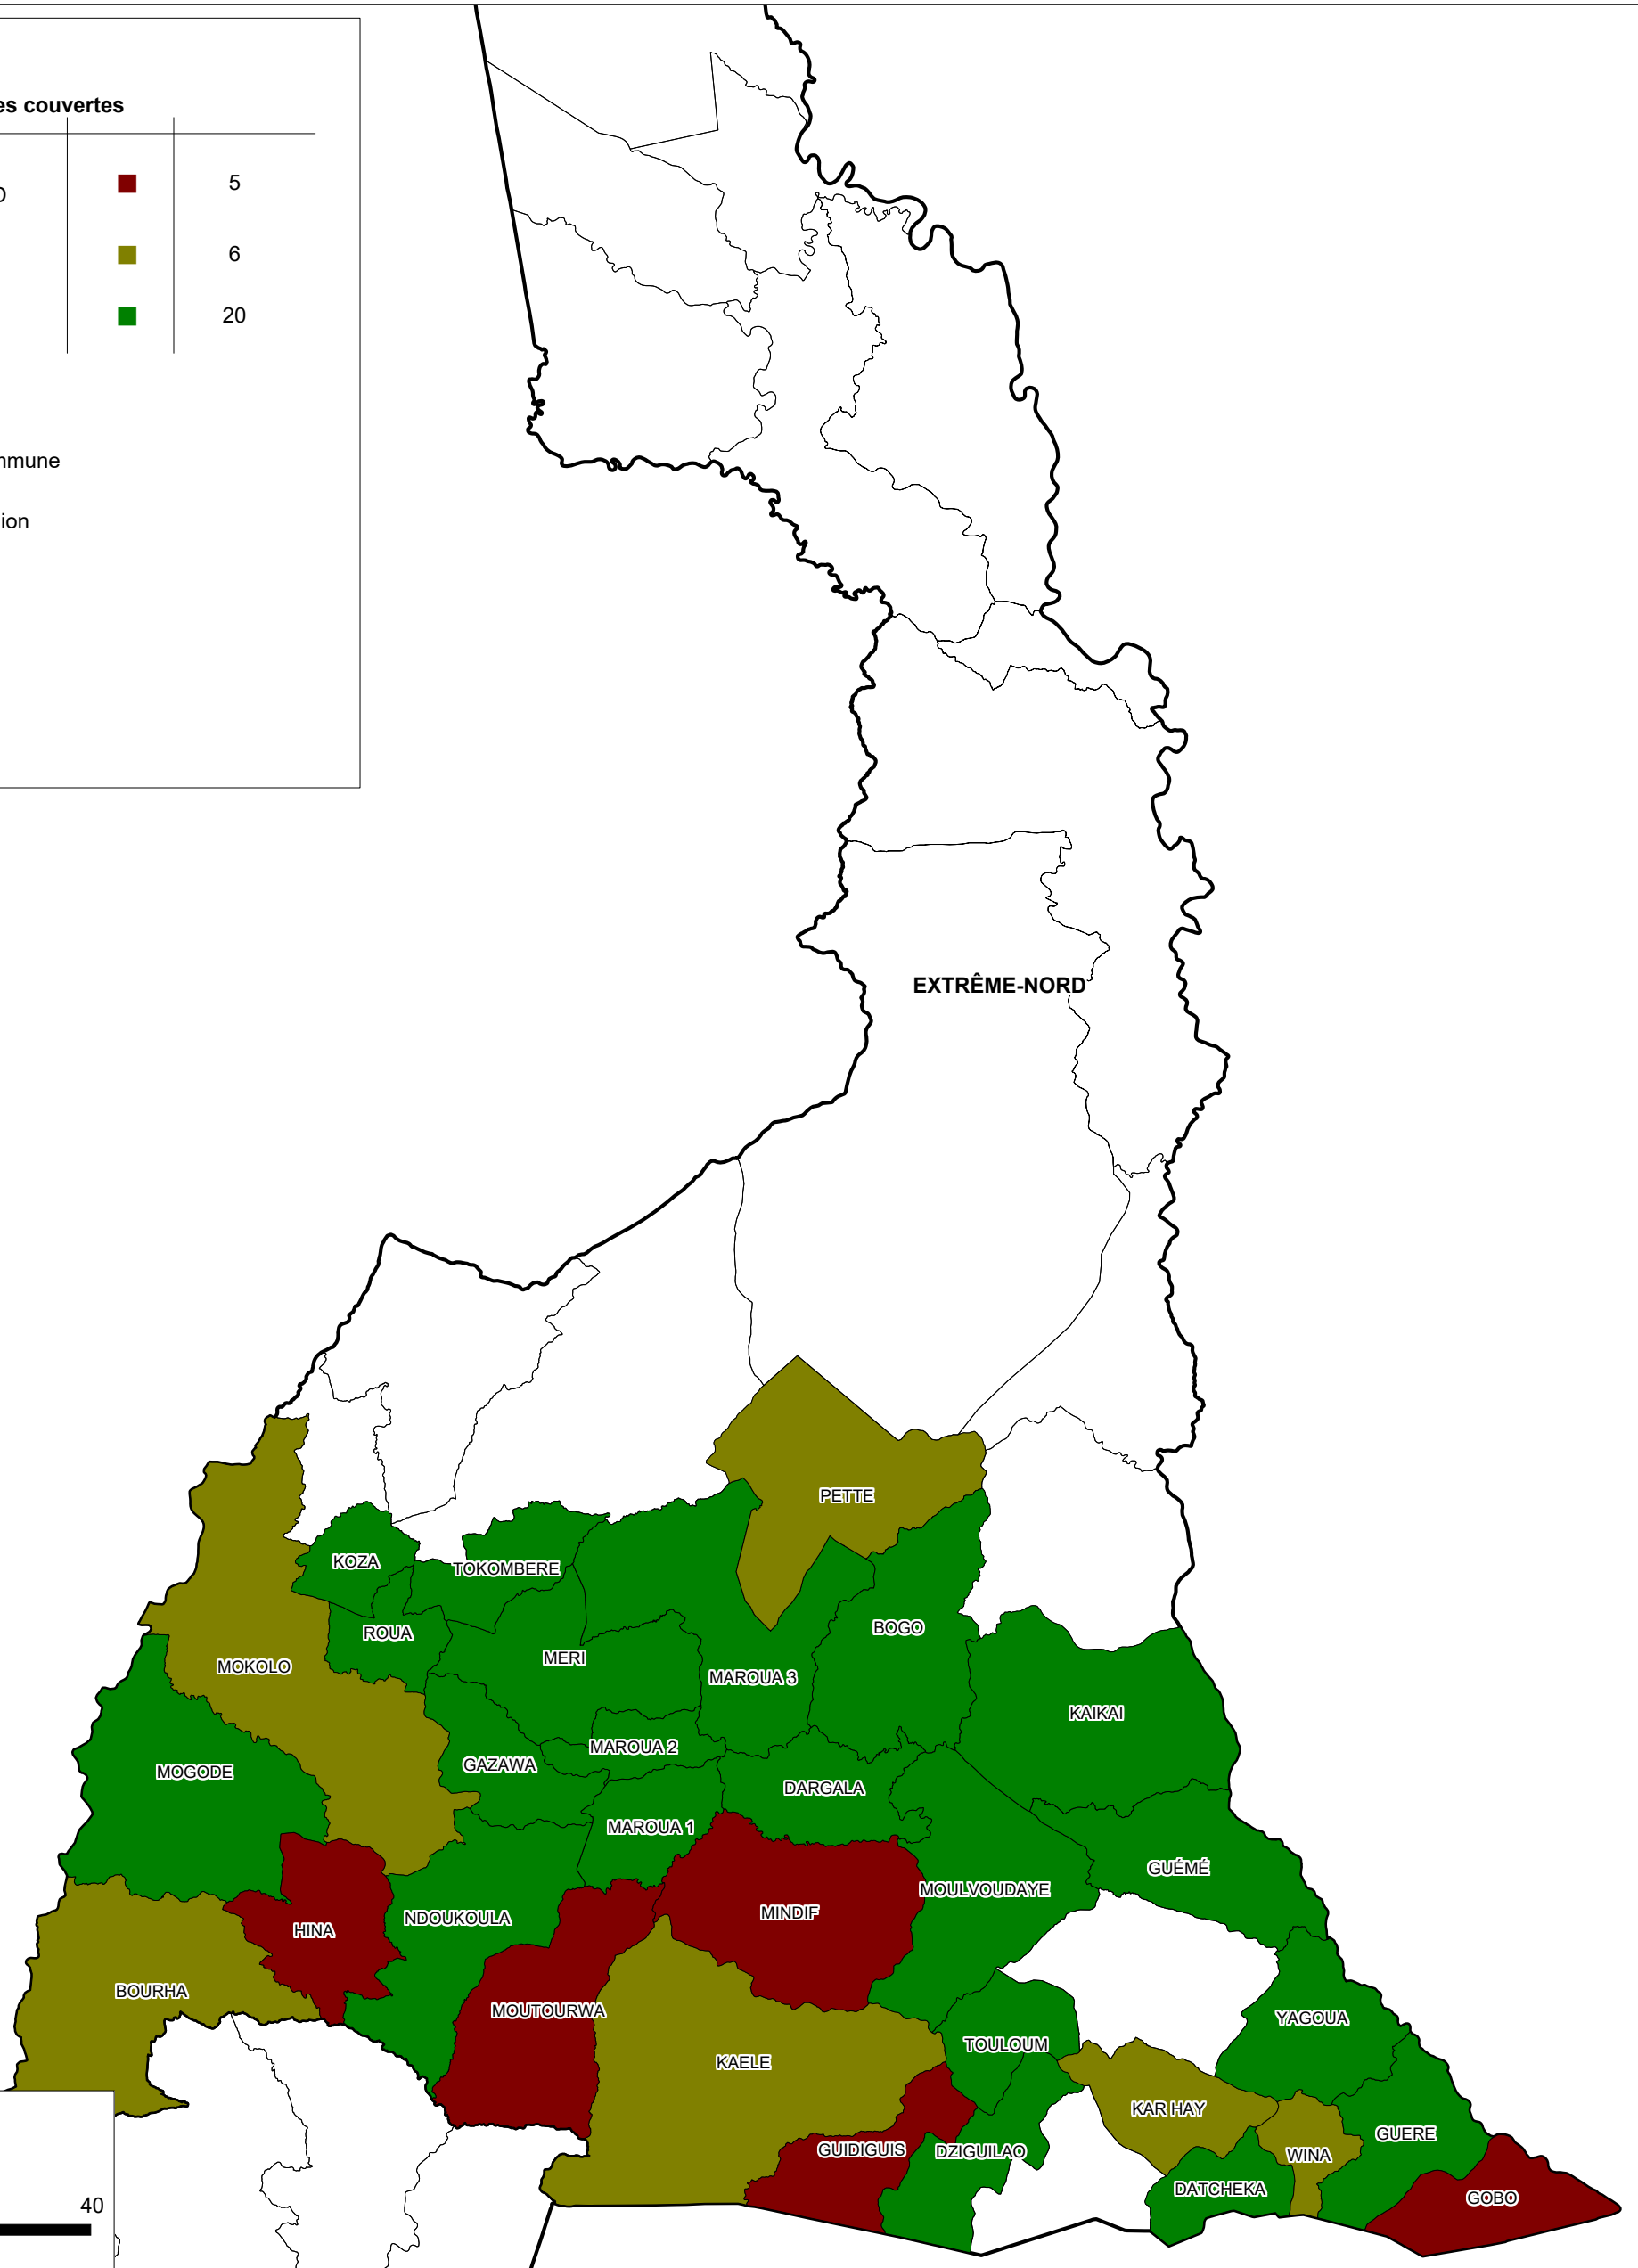 es couvertes
5
6
20
mmune
ion
EXTRÊME-NORD
PETTE
KOZA
TOKOMBERE
ROUA
BOGO
MERI
MOKOLO
MAROUA 3
KAIKAI
MAROUA 2
GAZAWA
MOGODE
DARGALA
MAROUA 1
GUÉMÉ
MOULVOUDAYE
MINDIF
NDOUKOULA
HINA
BOURHA
MOUTOURWA
YAGOUA
TOULOUM
KAELE
KAR HAY
GUERE
GUIDIGUIS
DZIGUILAO
WINA
DATCHEKA
GOBO
40